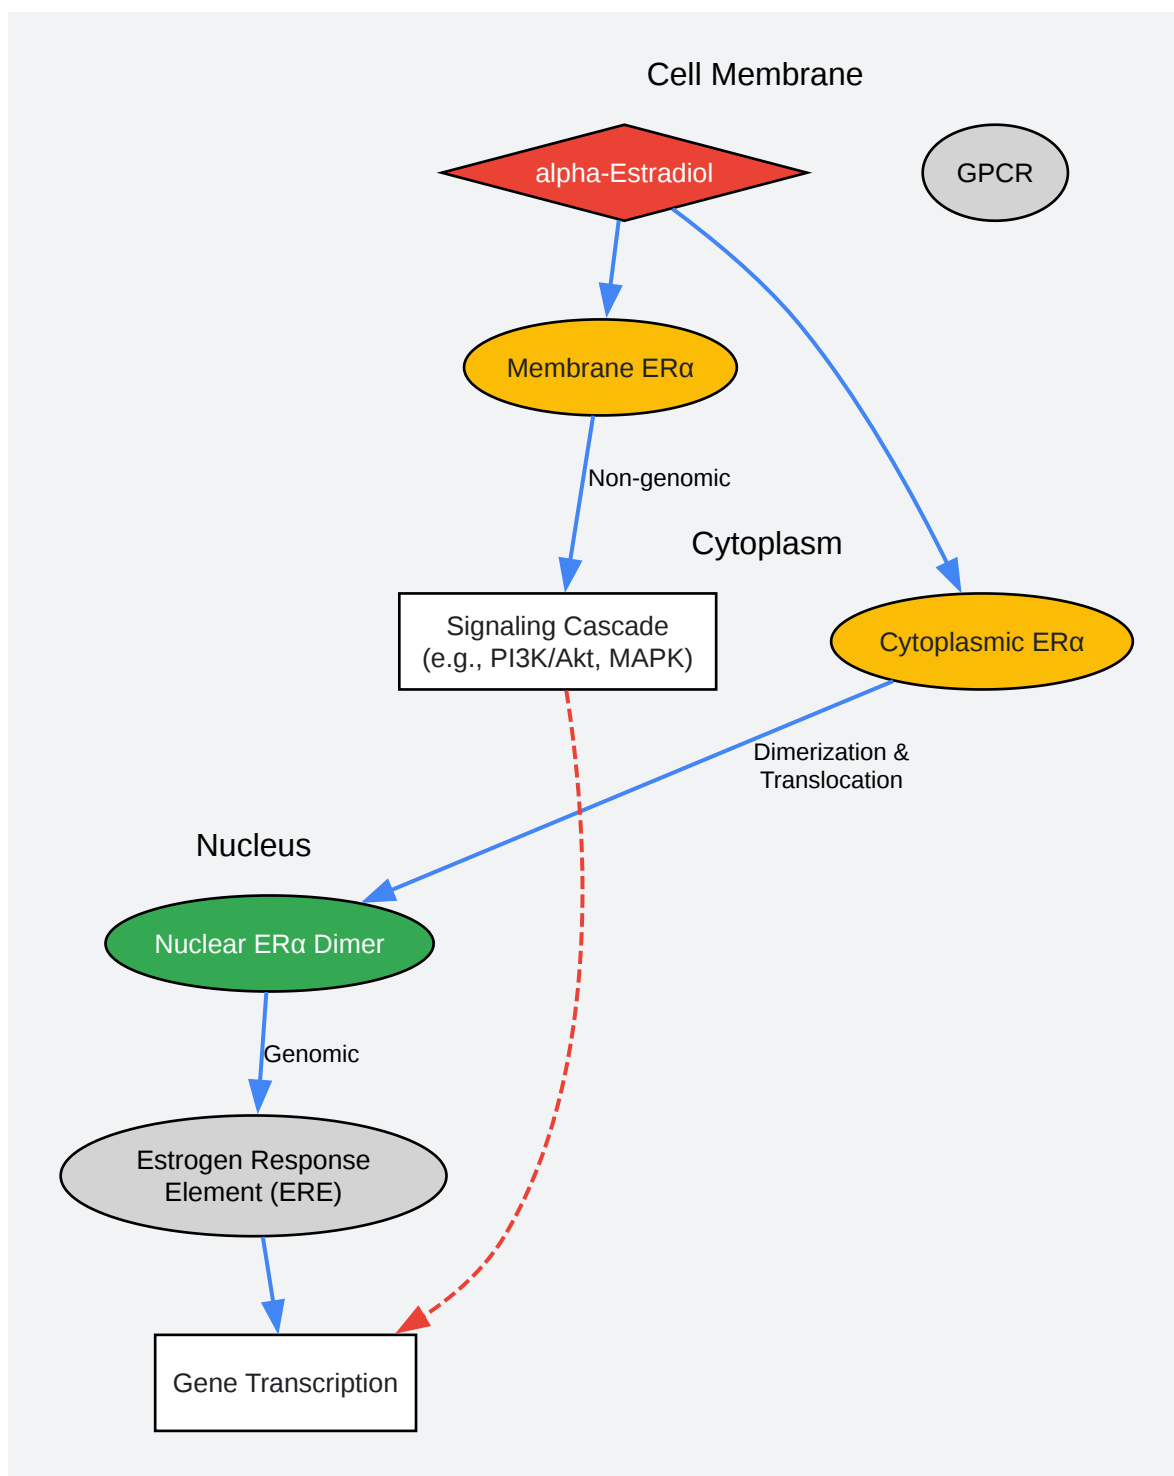 Cell Membrane
alpha-Estradiol
GPCR
Membrane ERα
Non-genomic
Cytoplasm
Signaling Cascade
(e.g., PI3K/Akt, MAPK)
Cytoplasmic ERα
Dimerization &
Translocation
Nucleus
Nuclear ERα Dimer
Genomic
Estrogen Response
Element (ERE)
Gene Transcription